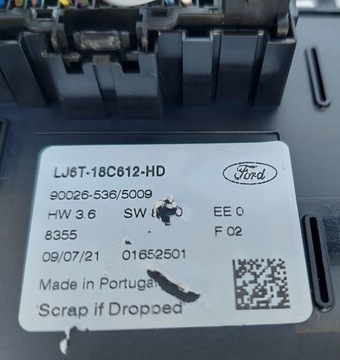 LJ6T-18C612-HD
Ford
90026-536/5009
HW 3.6 SW EE 0
8355 F 02
09/07/21 01652501
Made in Portugal
Scrap if Dropped